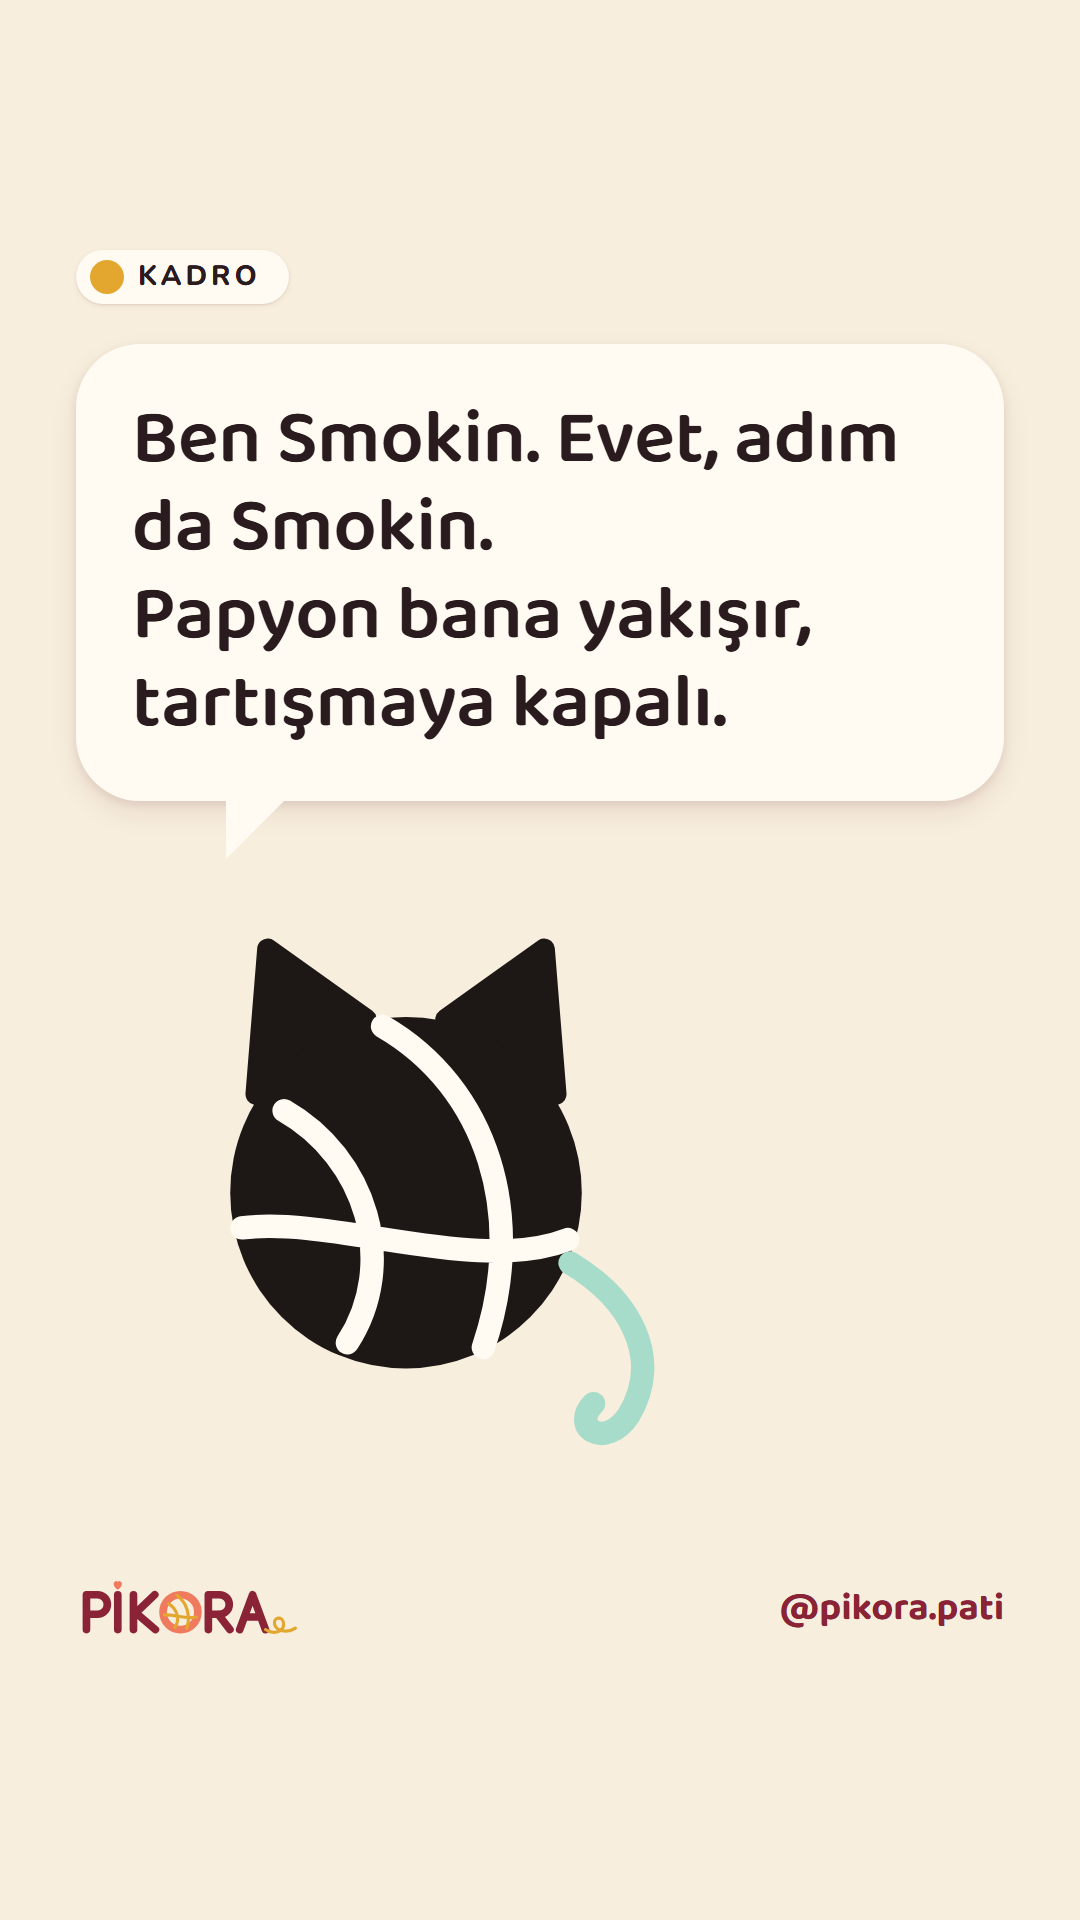 KADRO
Ben Smokin. Evet, adım
da Smokin.
Papyon bana yakışır,
tartışmaya kapalı.
PİKORA
@pikora.pati